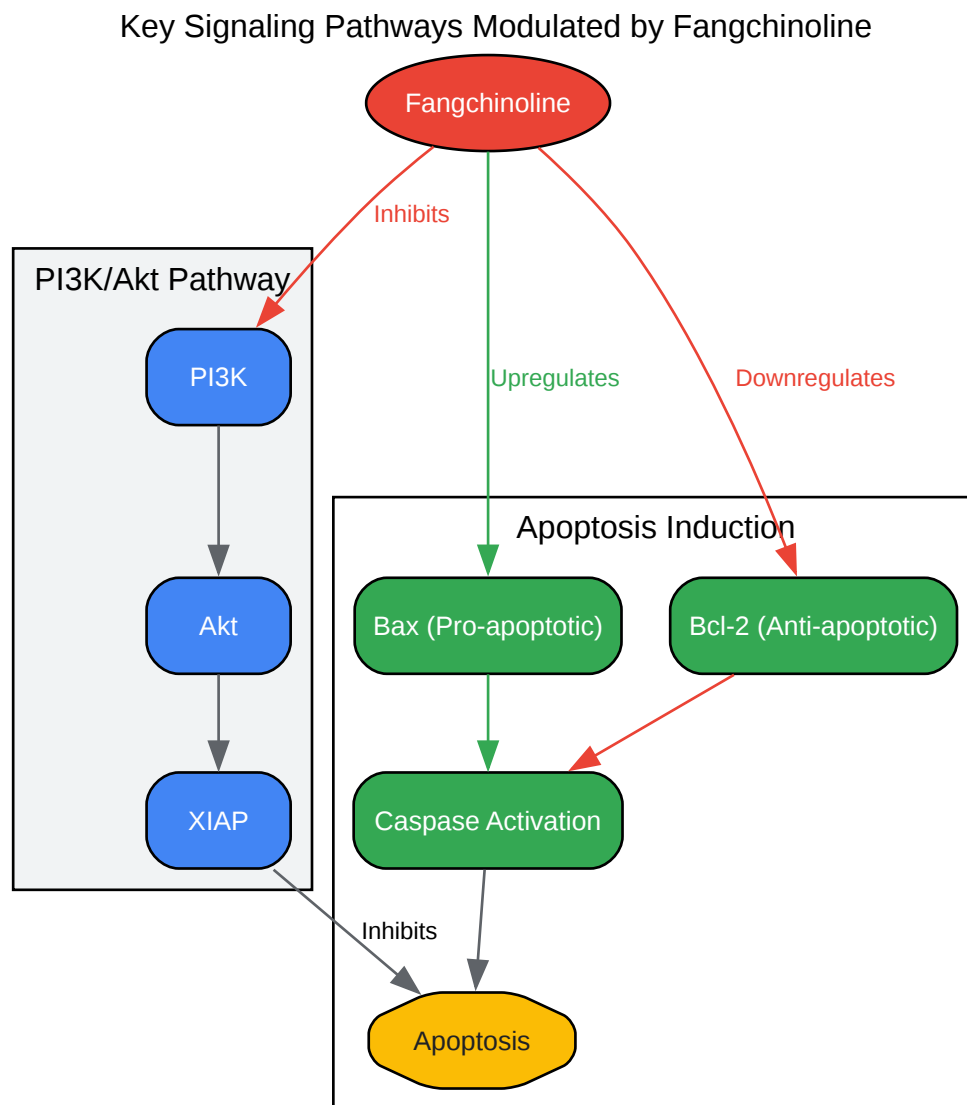 Key Signaling Pathways Modulated by Fangchinoline
Fangchinoline
Inhibits
PI3K/Akt Pathway
PI3K
Upregulates
Downregulates
Apoptosis Induction
Akt
Bax (Pro-apoptotic)
Bcl-2 (Anti-apoptotic)
XIAP
Caspase Activation
Inhibits
Apoptosis